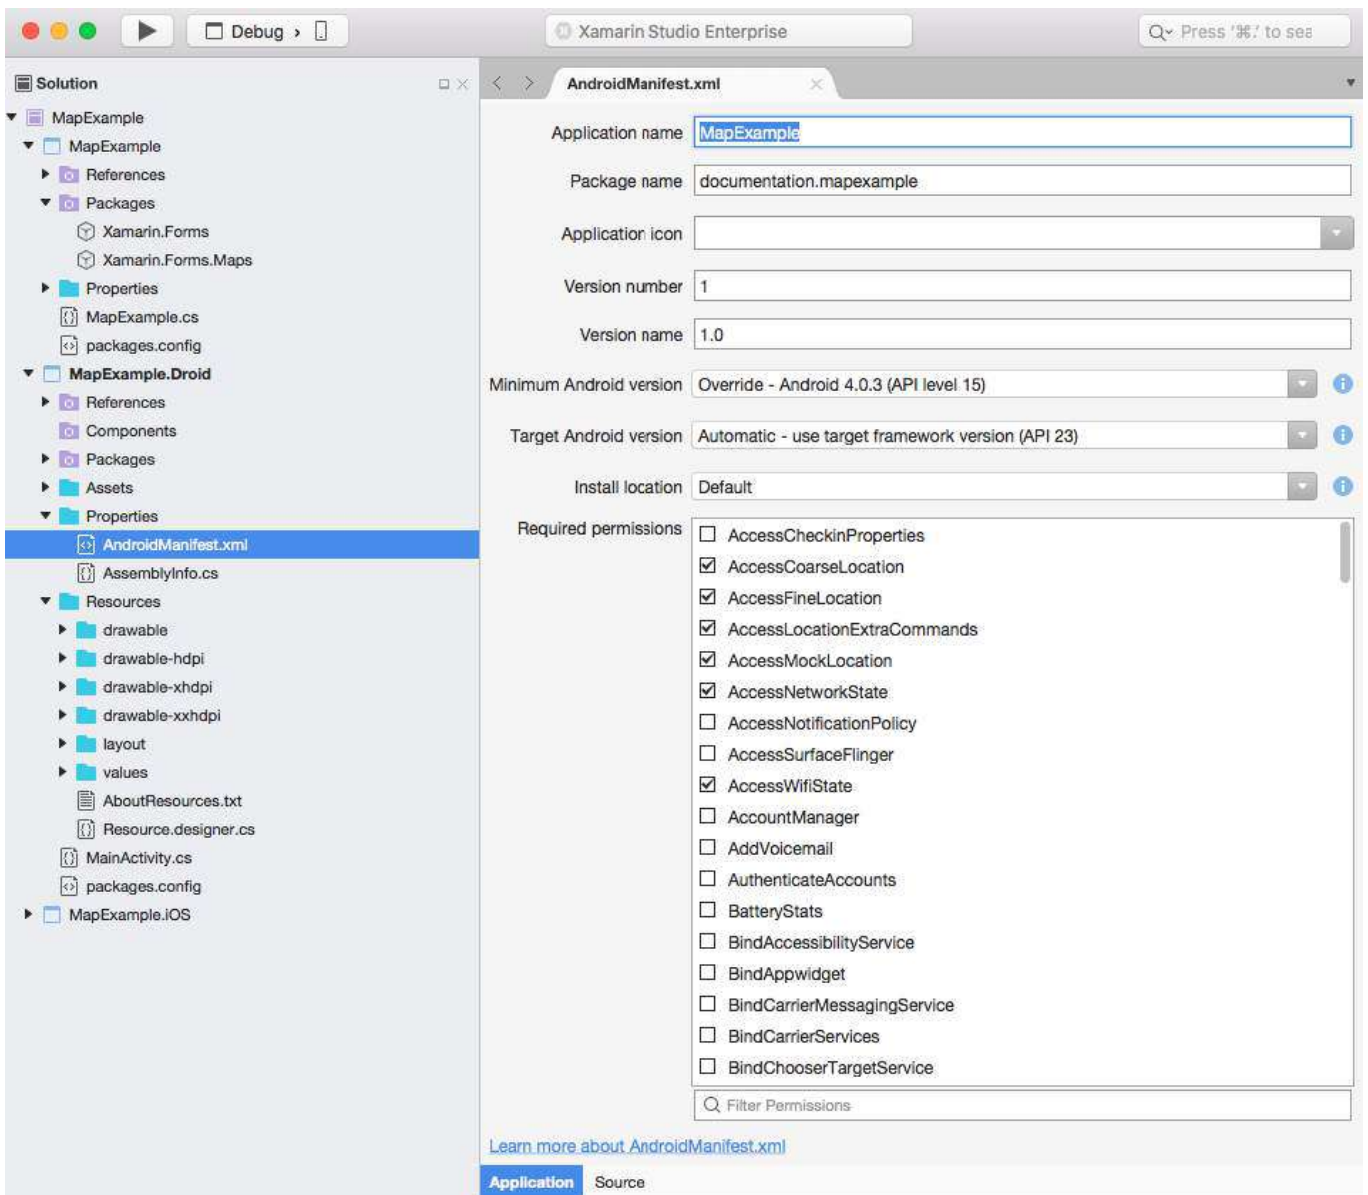 Debug
Xamarin Studio Enterprise
Press '⌘.' to sea
Solution
MapExample
MapExample
References
Packages
Xamarin.Forms
Xamarin.Forms.Maps
Properties
MapExample.cs
packages.config
MapExample.Droid
References
Components
Packages
Assets
Properties
AndroidManifest.xml
AssemblyInfo.cs
Resources
drawable
drawable-hdpi
drawable-xhdpi
drawable-xxhdpi
layout
values
AboutResources.txt
Resource.designer.cs
MainActivity.cs
packages.config
MapExample.iOS
AndroidManifest.xml
Application name MapExample
Package name documentation.mapexample
Application icon
Version number 1
Version name 1.0
Minimum Android version Override - Android 4.0.3 (API level 15)
Target Android version Automatic - use target framework version (API 23)
Install location Default
Required permissions
AccessCheckinProperties
AccessCoarseLocation
AccessFineLocation
AccessLocationExtraCommands
AccessMockLocation
AccessNetworkState
AccessNotificationPolicy
AccessSurfaceFlinger
AccessWifiState
AccountManager
AddVoicemail
AuthenticateAccounts
BatteryStats
BindAccessibilityService
BindAppwidget
BindCarrierMessagingService
BindCarrierServices
BindChooserTargetService
Filter Permissions
Learn more about AndroidManifest.xml
Application Source